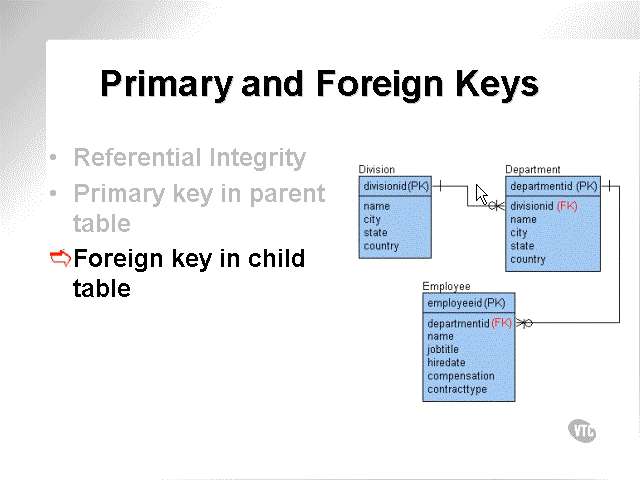 Primary and Foreign Keys
• Referential Integrity
• Primary key in parent
table
Foreign key in child
table
Division
divisionid(PK)
name
city
state
country
Department
departmentid (PK)
divisionid (FK)
name
city
state
country
Employee
employeeid (PK)
departmentid (FK)
name
jobtitle
hiredate
compensation
contracttype
VTC